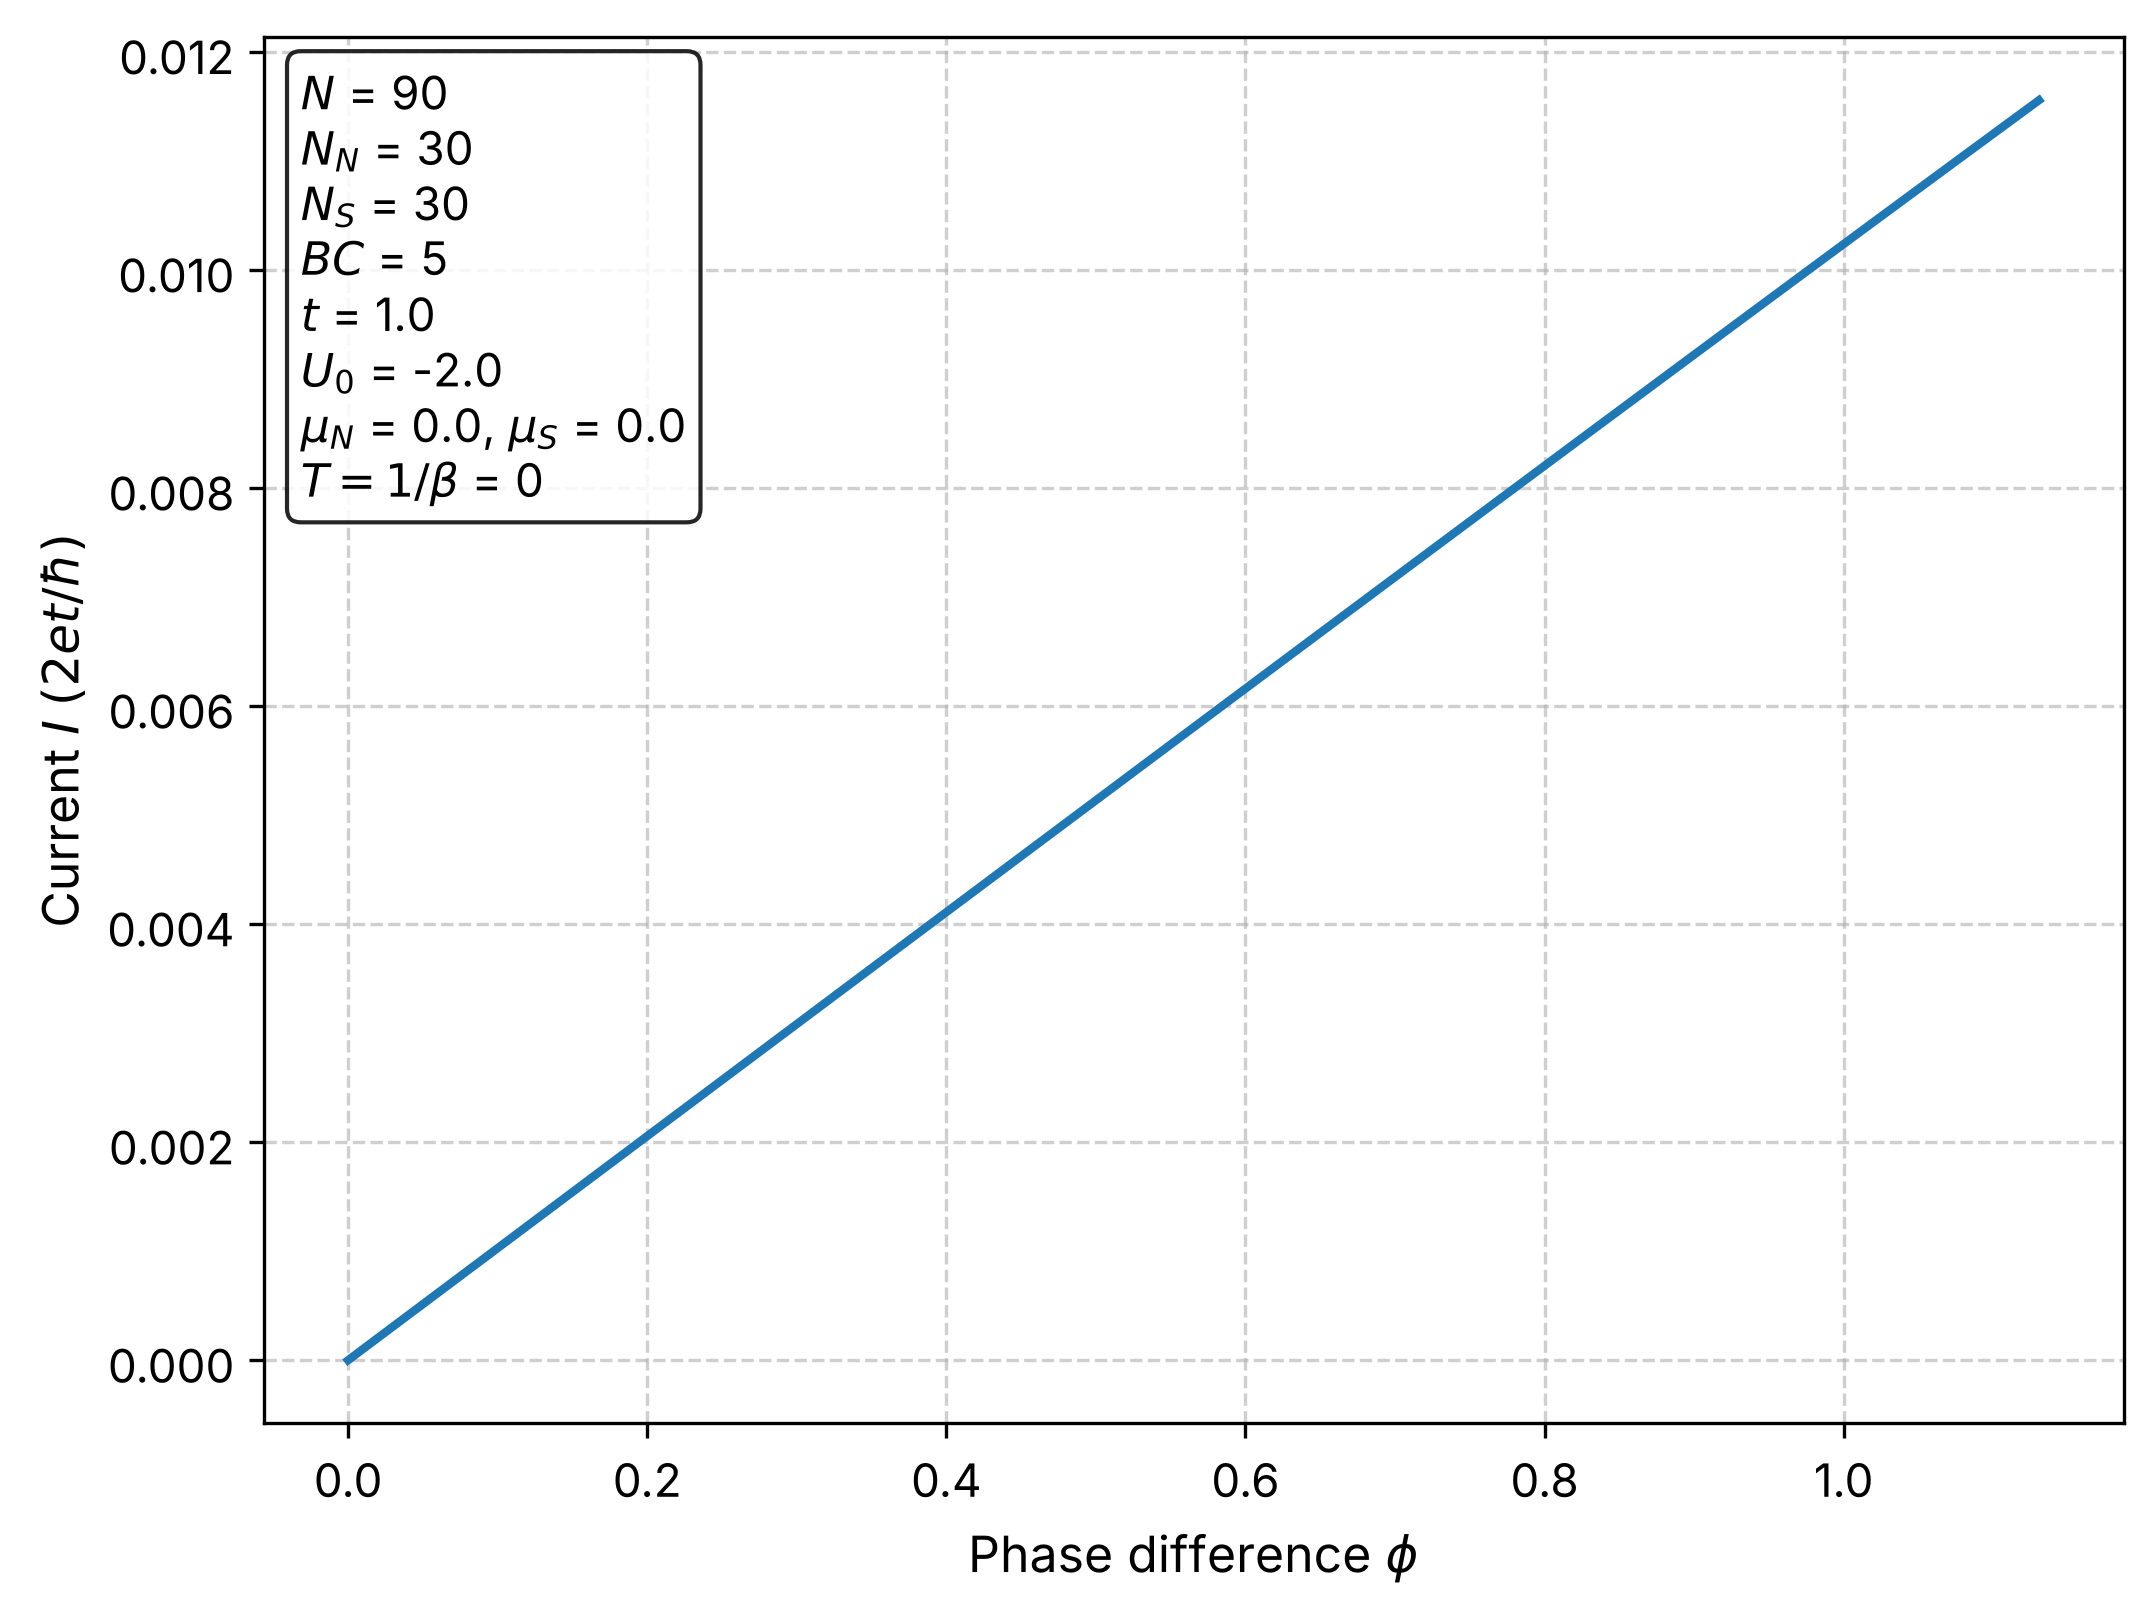 0.012
0.010
0.008
0.006
0.004
0.002
0.000
Current I (2et/ħ)
N = 90
N_N = 30
N_S = 30
BC = 5
t = 1.0
U_0 = -2.0
μ_N = 0.0, μ_S = 0.0
T = 1/β = 0
0.0 0.2 0.4 0.6 0.8 1.0
Phase difference ϕ